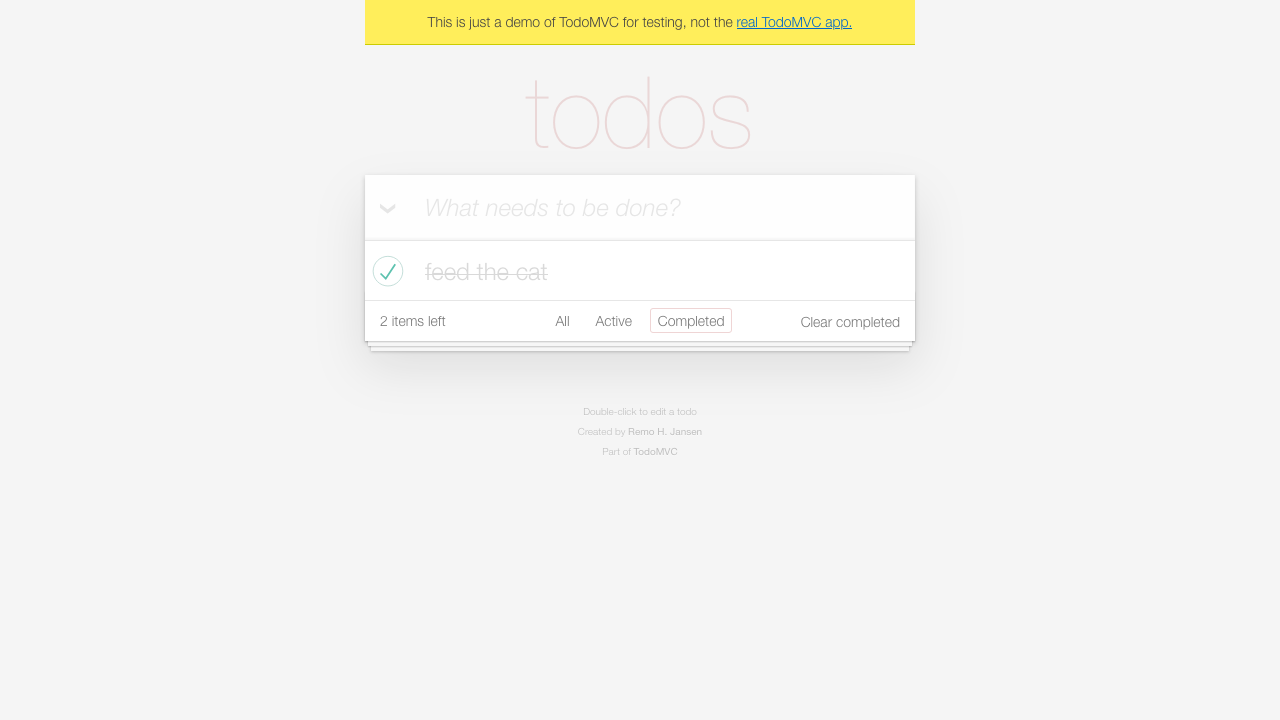 This is just a demo of TodoMVC for testing, not the real TodoMVC app.
todos
What needs to be done?
feed the cat
2 items left
All
Active
Completed
Clear completed
Double-click to edit a todo
Created by Remo H. Jansen
Part of TodoMVC